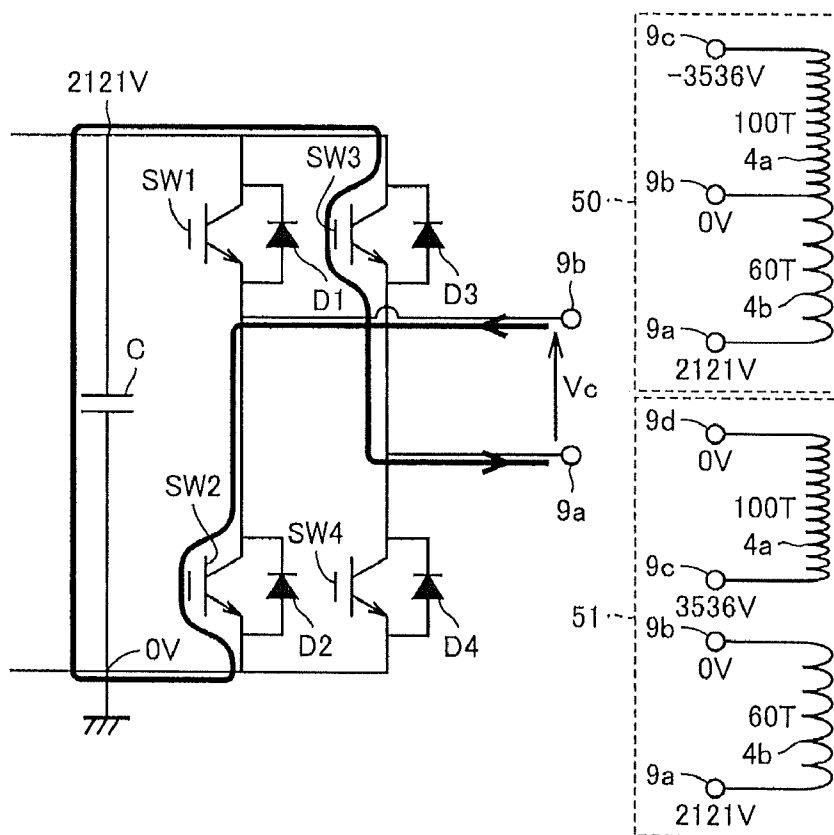 2121V
SW1
SW3
D1
D3
9b
C
Vc
9a
SW2
SW4
D2
D4
0V
50
9c
-3536V
100T
4a
9b
0V
60T
4b
9a
2121V
51
9d
0V
100T
4a
9c
3536V
9b
0V
60T
4b
9a
2121V